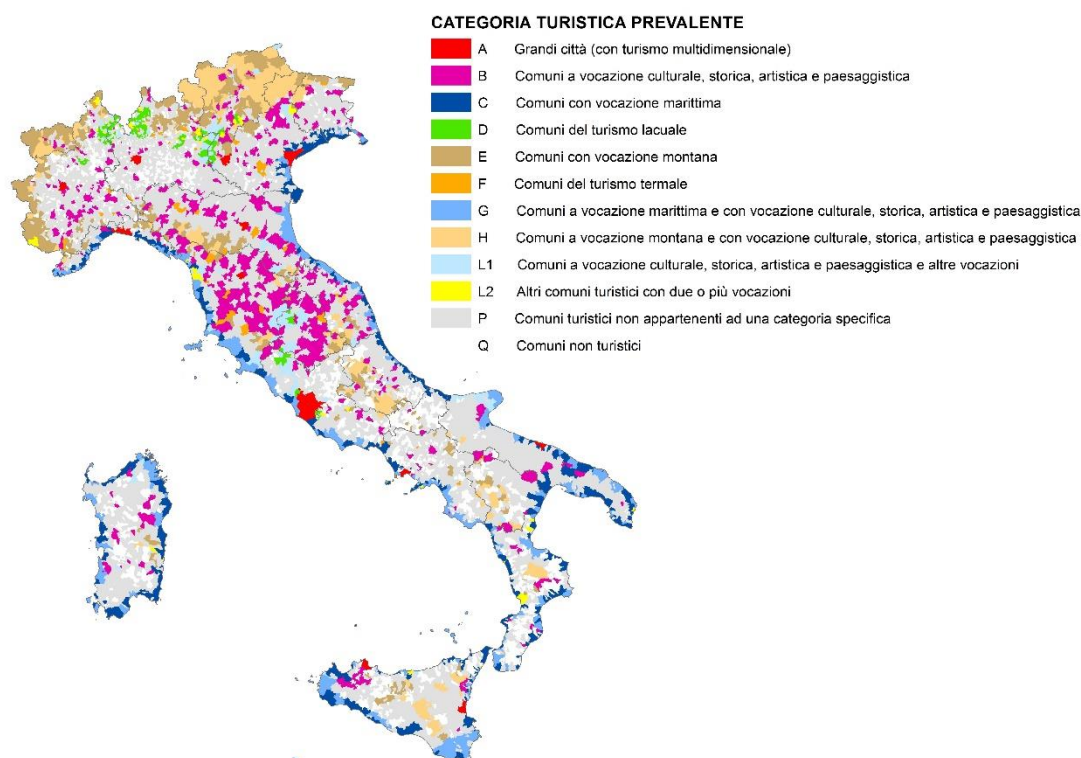 CATEGORIA TURISTICA PREVALENTE
A Grandi città (con turismo multidimensionale)
B Comuni a vocazione culturale, storica, artistica e paesaggistica
C Comuni con vocazione marittima
D Comuni del turismo lacuale
E Comuni con vocazione montana
F Comuni del turismo termale
G Comuni a vocazione marittima e con vocazione culturale, storica, artistica e paesaggistica
H Comuni a vocazione montana e con vocazione culturale, storica, artistica e paesaggistica
L1 Comuni a vocazione culturale, storica, artistica e paesaggistica e altre vocazioni
L2 Altri comuni turistici con due o più vocazioni
P Comuni turistici non appartenenti ad una categoria specifica
Q Comuni non turistici